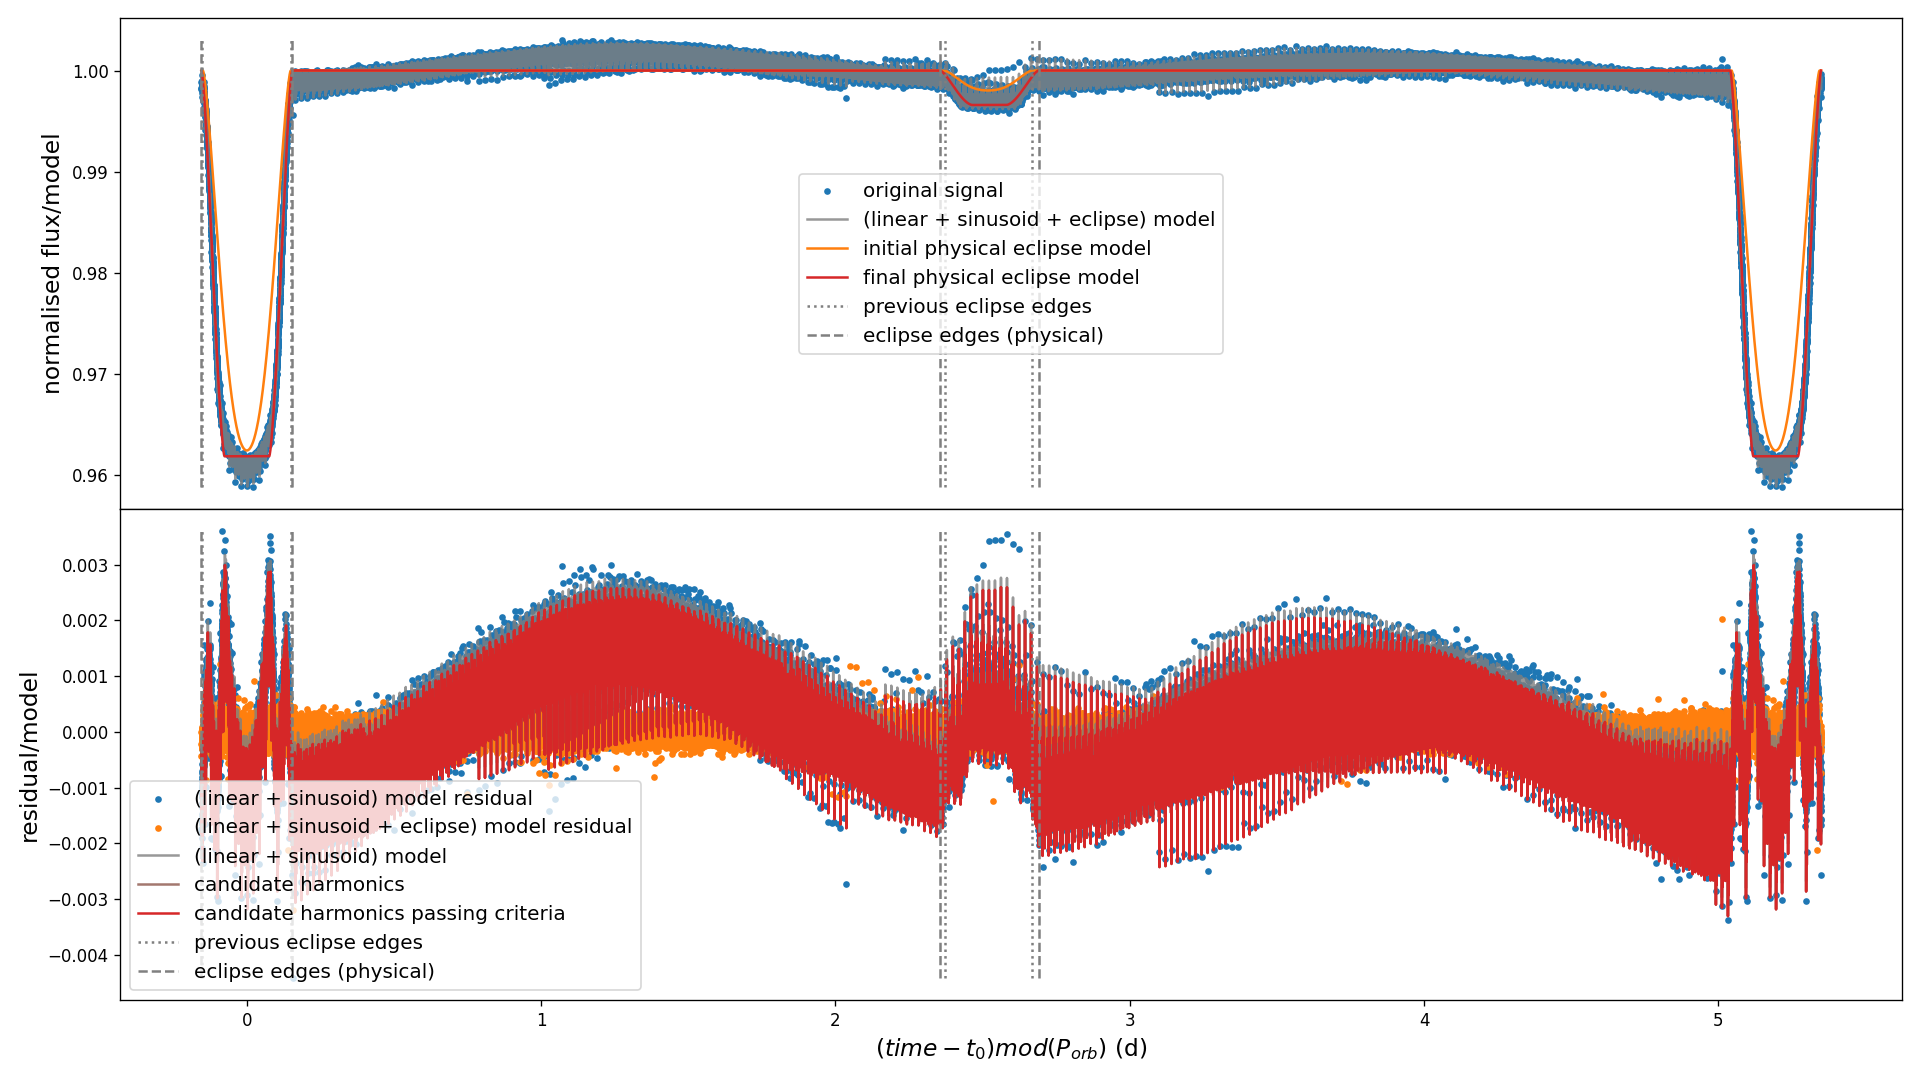 normalised flux/model
1.00
0.99
0.98
0.97
0.96
original signal
(linear + sinusoid + eclipse) model
initial physical eclipse model
final physical eclipse model
previous eclipse edges
eclipse edges (physical)
residual/model
0.003
0.002
0.001
0.000
−0.001
−0.002
−0.003
−0.004
(linear + sinusoid) model residual
(linear + sinusoid + eclipse) model residual
(linear + sinusoid) model
candidate harmonics
candidate harmonics passing criteria
previous eclipse edges
eclipse edges (physical)
0 1 2 3 4 5
(time − t₀)mod(Pₒᵣᵦ) (d)